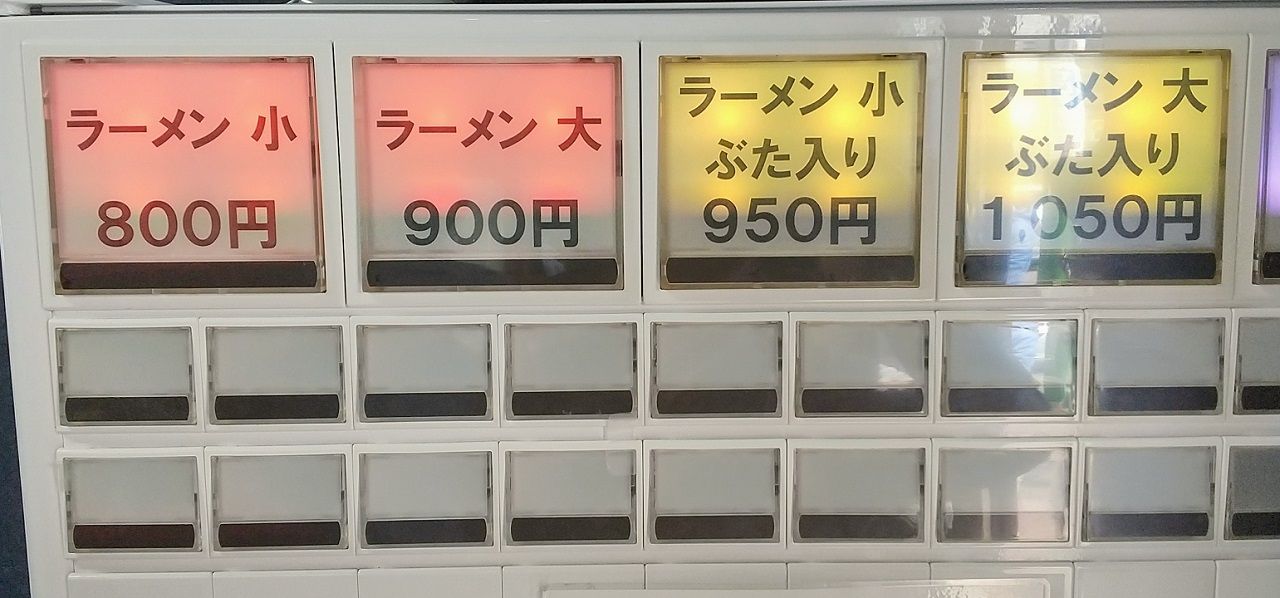 ラーメン 小
800円
ラーメン 大
900円
ラーメン 小
ぶた入り
950円
ラーメン 大
ぶた入り
1,050円